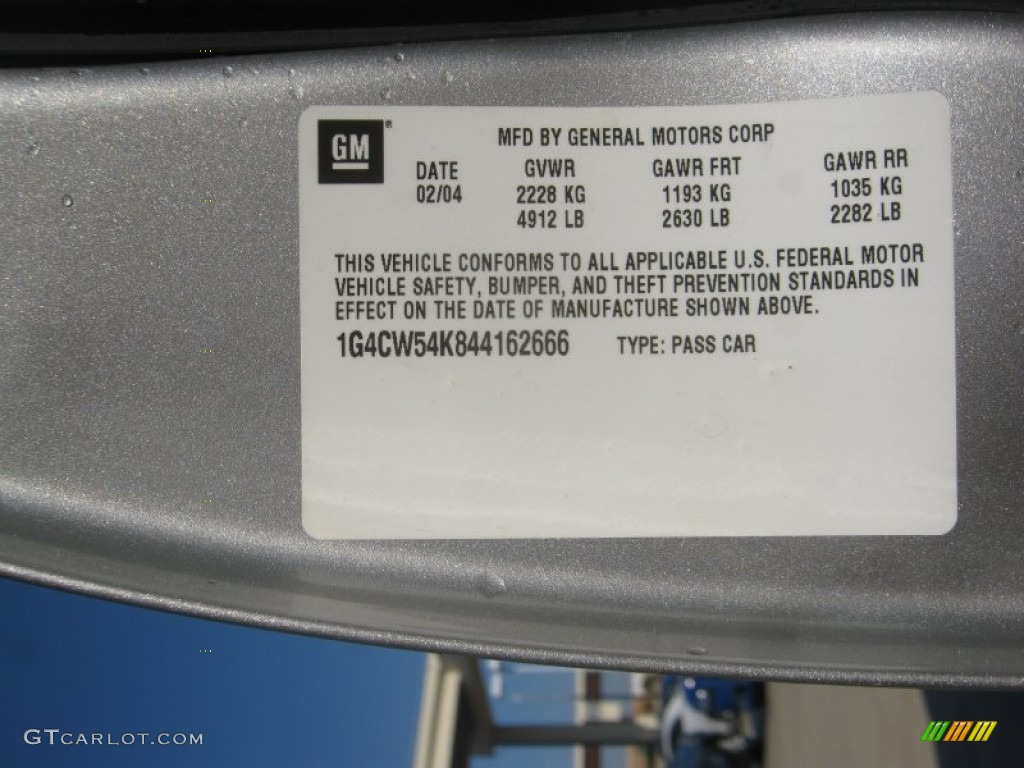 GM®
MFD BY GENERAL MOTORS CORP
DATE GVWR GAWR FRT GAWR RR
02/04 2228 KG 1193 KG 1035 KG
4912 LB 2630 LB 2282 LB
THIS VEHICLE CONFORMS TO ALL APPLICABLE U.S. FEDERAL MOTOR
VEHICLE SAFETY, BUMPER, AND THEFT PREVENTION STANDARDS IN
EFFECT ON THE DATE OF MANUFACTURE SHOWN ABOVE.
1G4CW54K844162666 TYPE: PASS CAR
GTCARLOT.COM